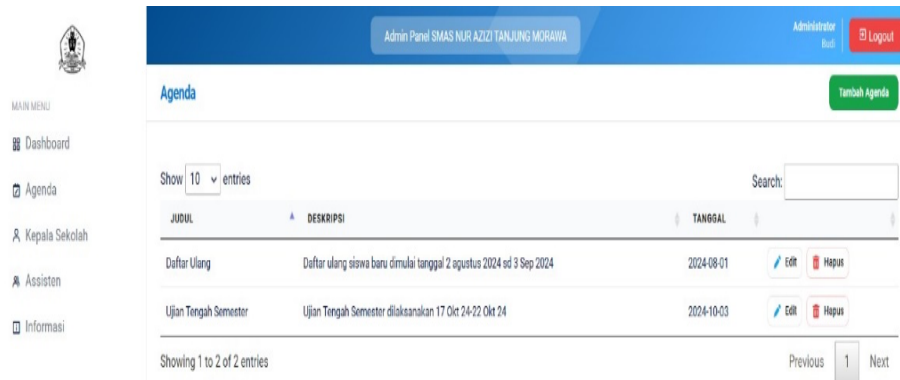 Admin Panel SMAS NUR AZIZI TANJUNG MORAWA
Administrator
Budi
Logout
MAIN MENU
Dashboard
Agenda
Kepala Sekolah
Assisten
Informasi
Agenda
Tambah Agenda
Show 10 entries
Search:
JUDUL DESKRIPSI TANGGAL
Daftar Ulang Daftar ulang siswa baru dimulai tanggal 2 agustus 2024 sd 3 Sep 2024 2024-08-01 Edit Hapus
Ujian Tengah Semester Ujian Tengah Semester dilaksanakan 17 Okt 24-22 Okt 24 2024-10-03 Edit Hapus
Showing 1 to 2 of 2 entries
Previous 1 Next